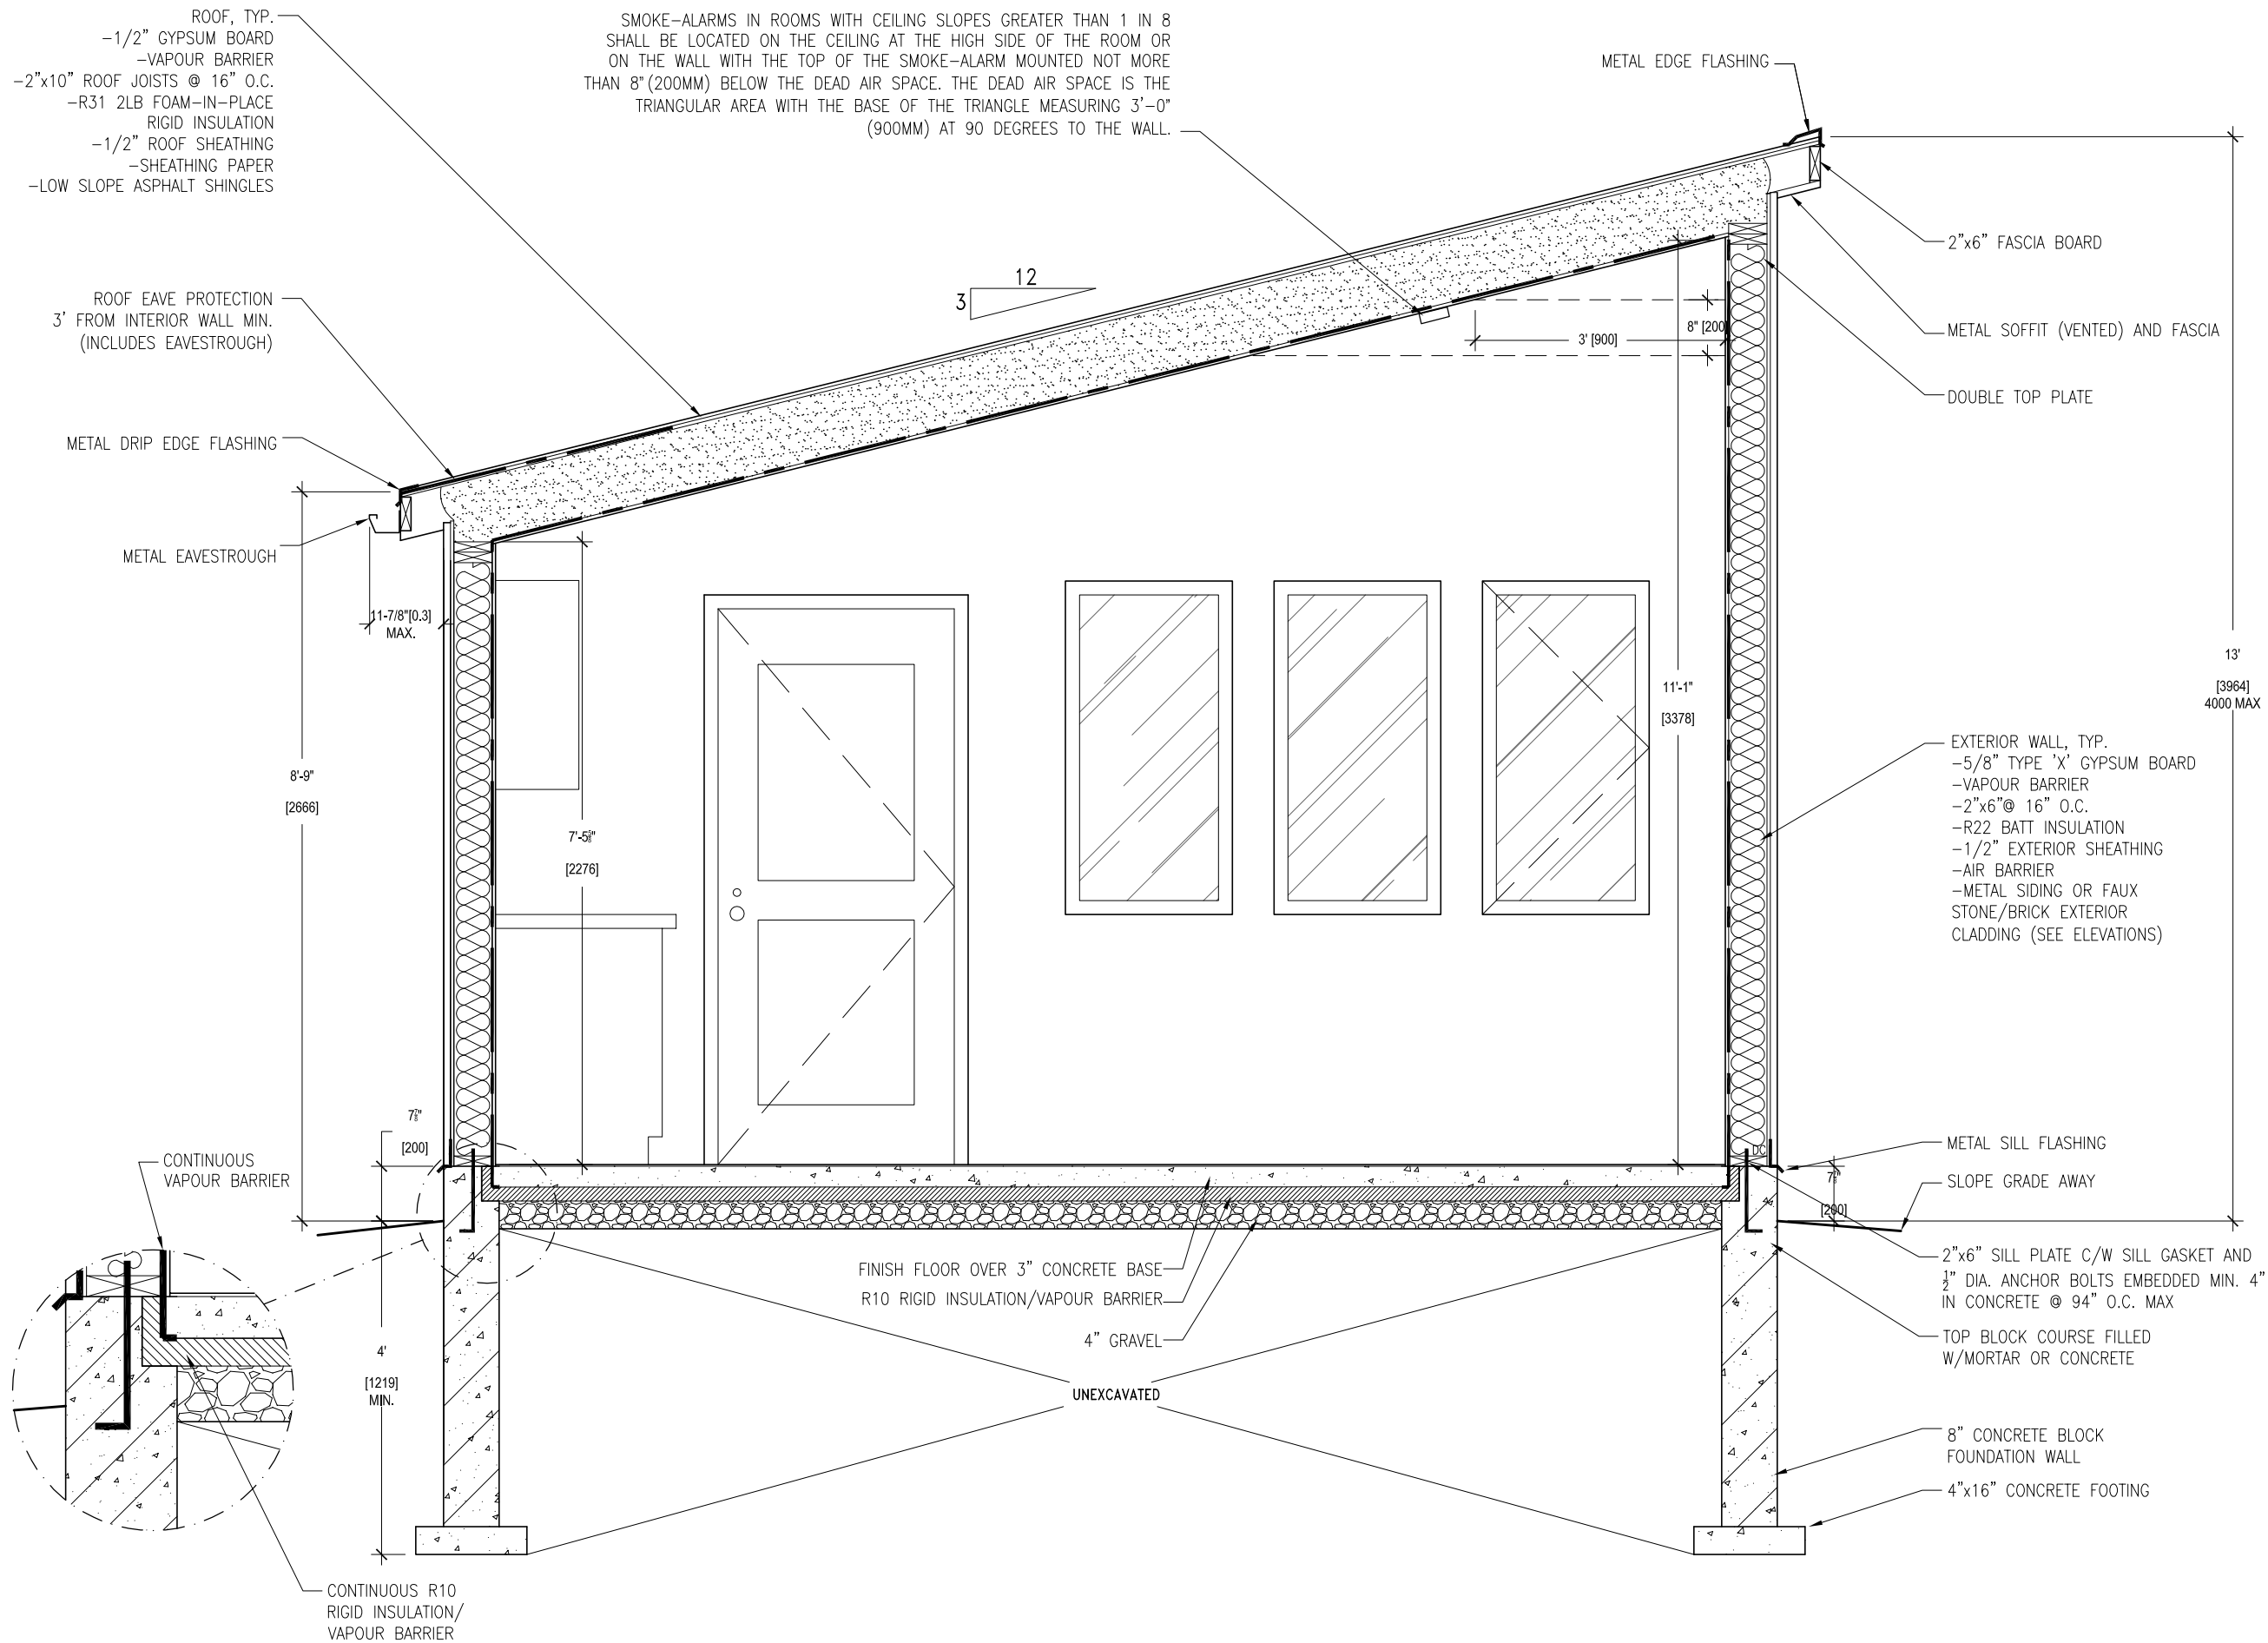 ROOF, TYP.
-1/2" GYPSUM BOARD
-VAPOUR BARRIER
-2"x10" ROOF JOISTS @ 16" O.C.
-R31 2LB FOAM-IN-PLACE
RIGID INSULATION
-1/2" ROOF SHEATHING
-SHEATHING PAPER
-LOW SLOPE ASPHALT SHINGLES
SMOKE-ALARMS IN ROOMS WITH CEILING SLOPES GREATER THAN 1 IN 8
SHALL BE LOCATED ON THE CEILING AT THE HIGH SIDE OF THE ROOM OR
ON THE WALL WITH THE TOP OF THE SMOKE-ALARM MOUNTED NOT MORE
THAN 8" (200MM) BELOW THE DEAD AIR SPACE. THE DEAD AIR SPACE IS THE
TRIANGULAR AREA WITH THE BASE OF THE TRIANGLE MEASURING 3'-0"
(900MM) AT 90 DEGREES TO THE WALL.
METAL EDGE FLASHING
2"x6" FASCIA BOARD
METAL SOFFIT (VENTED) AND FASCIA
DOUBLE TOP PLATE
12
3
ROOF EAVE PROTECTION
3' FROM INTERIOR WALL MIN.
(INCLUDES EAVESTROUGH)
METAL DRIP EDGE FLASHING
METAL EAVESTROUGH
8" [200]
3' [900]
11-7/8"[0.3]
MAX.
8'-9"
[2666]
7'-5⅝"
[2276]
11'-1"
[3378]
13'
[3964]
4000 MAX
EXTERIOR WALL, TYP.
-5/8" TYPE 'X' GYPSUM BOARD
-VAPOUR BARRIER
-2"x6"@ 16" O.C.
-R22 BATT INSULATION
-1/2" EXTERIOR SHEATHING
-AIR BARRIER
-METAL SIDING OR FAUX
STONE/BRICK EXTERIOR
CLADDING (SEE ELEVATIONS)
7⅞"
[200]
CONTINUOUS
VAPOUR BARRIER
DC
7⅞"
[200]
METAL SILL FLASHING
SLOPE GRADE AWAY
2"x6" SILL PLATE C/W SILL GASKET AND
½" DIA. ANCHOR BOLTS EMBEDDED MIN. 4"
IN CONCRETE @ 94" O.C. MAX
TOP BLOCK COURSE FILLED
W/MORTAR OR CONCRETE
8" CONCRETE BLOCK
FOUNDATION WALL
4"x16" CONCRETE FOOTING
FINISH FLOOR OVER 3" CONCRETE BASE
R10 RIGID INSULATION/VAPOUR BARRIER
4" GRAVEL
UNEXCAVATED
4'
[1219]
MIN.
CONTINUOUS R10
RIGID INSULATION/
VAPOUR BARRIER